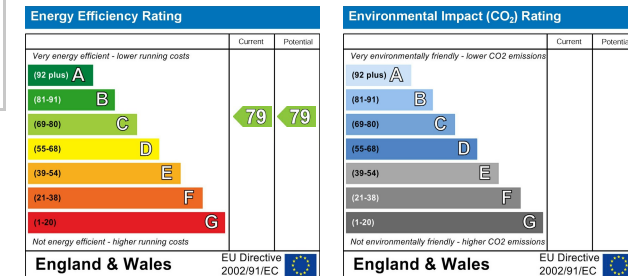 Energy Efficiency Rating
Current Potential
Very energy efficient - lower running costs
(92 plus) A
(81-91) B
(69-80) C
79 79
(55-68) D
(39-54) E
(21-38) F
(1-20) G
Not energy efficient - higher running costs
England & Wales
EU Directive
2002/91/EC
Environmental Impact (CO₂) Rating
Current Potential
Very environmentally friendly - lower CO2 emissions
(92 plus) A
(81-91) B
(69-80) C
(55-68) D
(39-54) E
(21-38) F
(1-20) G
Not environmentally friendly - higher CO2 emissions
England & Wales
EU Directive
2002/91/EC